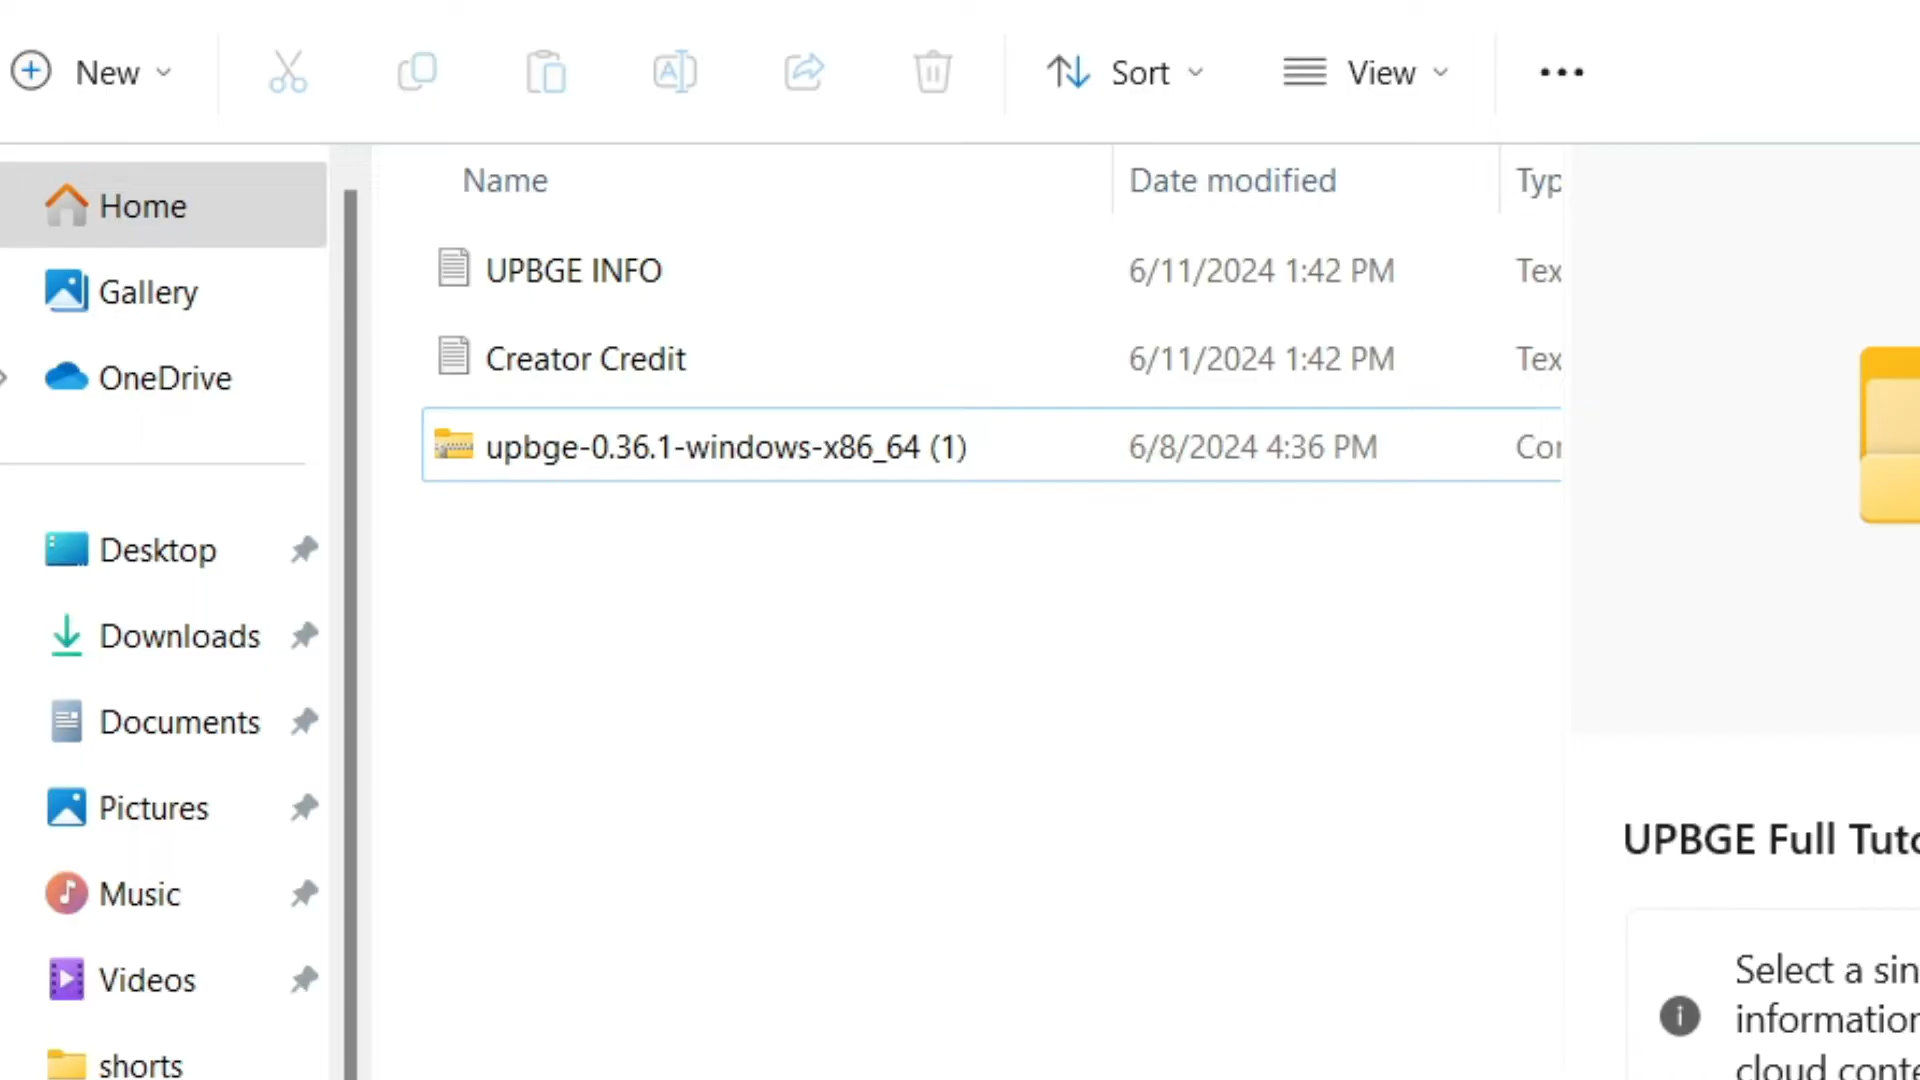 New
Sort
View
Home
Gallery
OneDrive
Desktop
Downloads
Documents
Pictures
Music
Videos
shorts
Name Date modified Typ
UPBGE INFO 6/11/2024 1:42 PM Tex
Creator Credit 6/11/2024 1:42 PM Tex
upbge-0.36.1-windows-x86_64 (1) 6/8/2024 4:36 PM Con
UPBGE Full Tuto
Select a sin
information
cloud conte